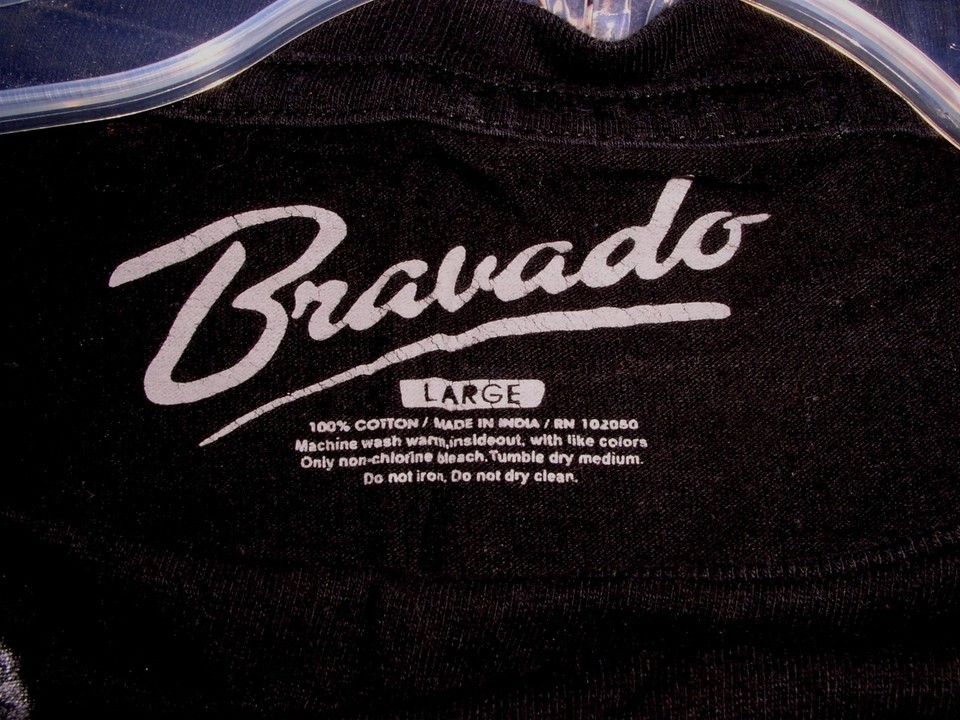 Bravado
LARGE
100% COTTON / MADE IN INDIA / RN 102050
Machine wash warm,insideout, with like colors
Only non-chlorine bleach.Tumble dry medium.
Do not iron, Do not dry clean.